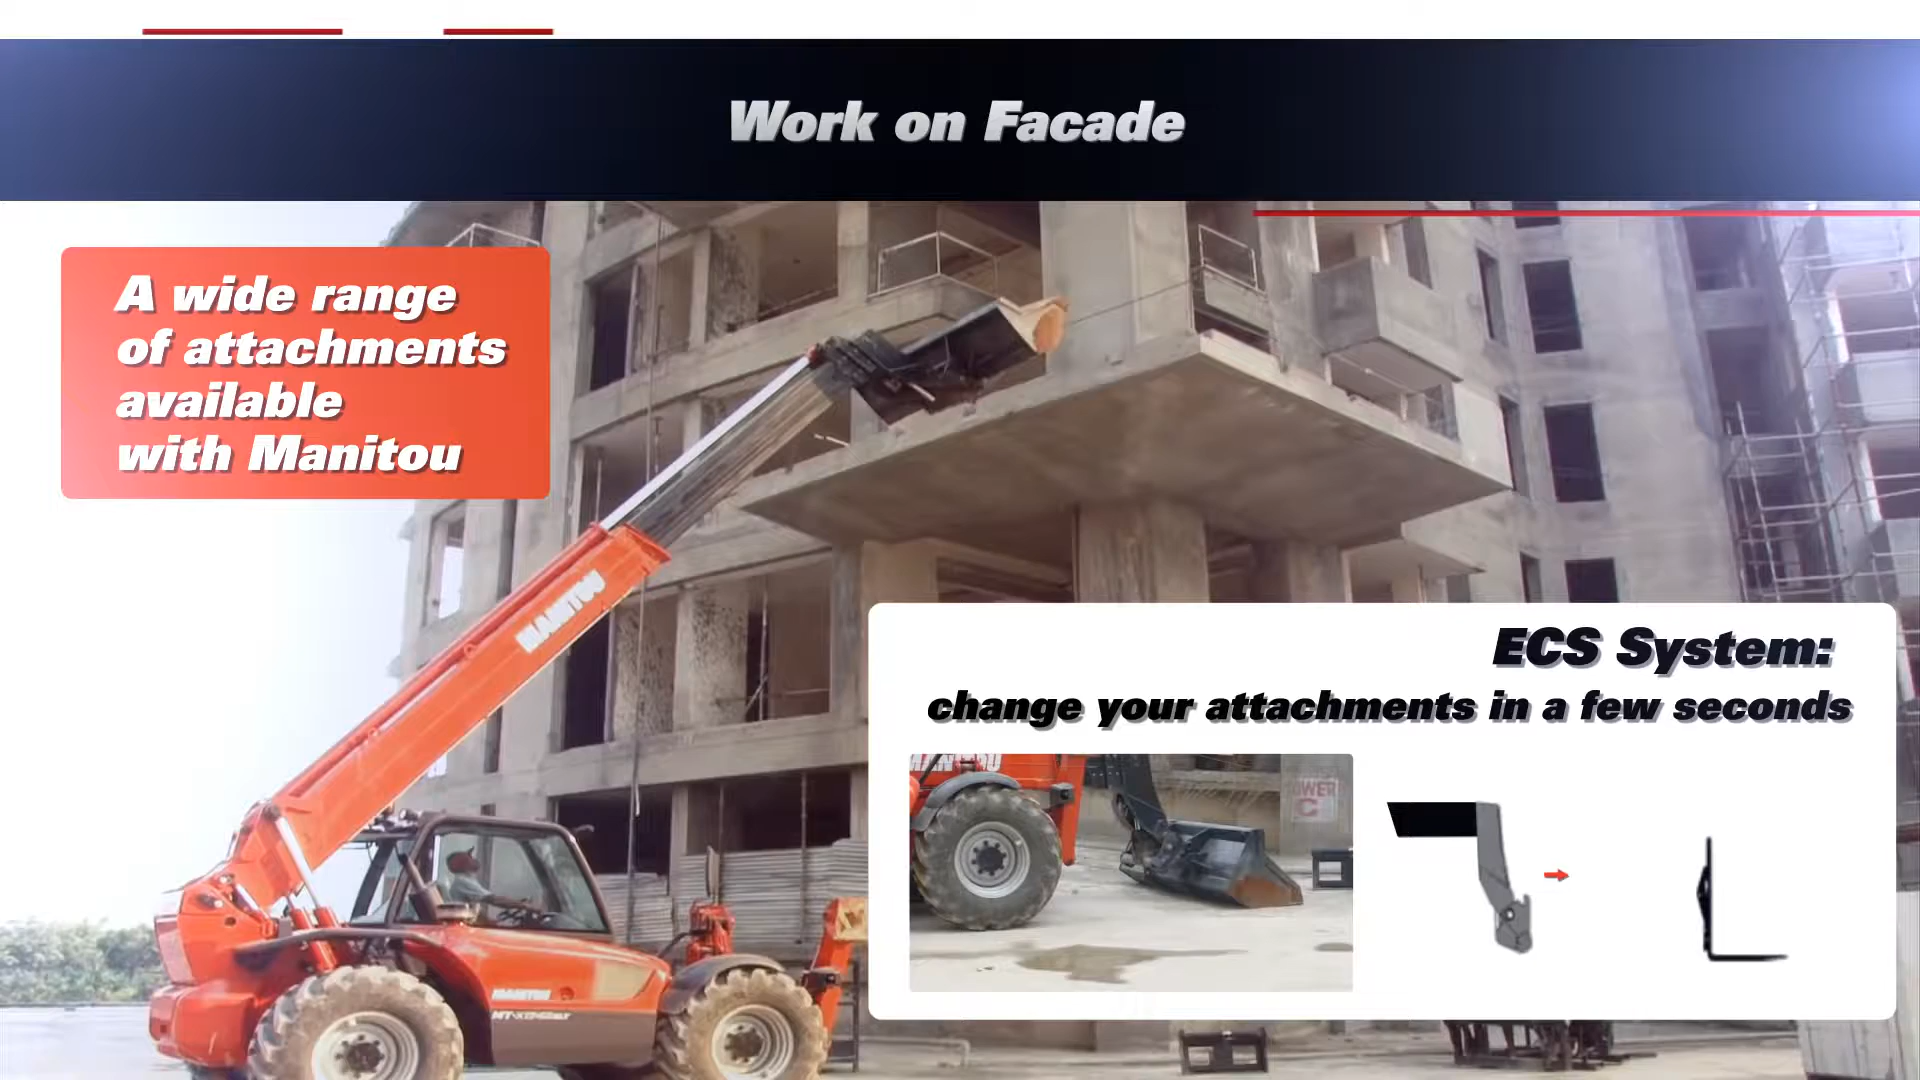 Work on Facade
A wide range
of attachments
available
with Manitou
MANITOU
ECS System:
change your attachments in a few seconds
MANITOU